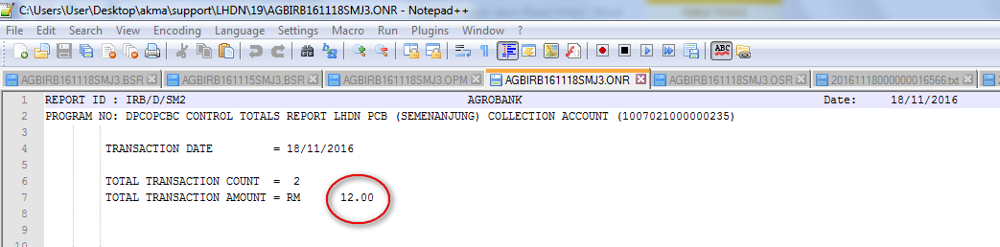 C:\Users\User\Desktop\akma\support\LHDN\19\AGBIRB161118SMJ3.ONR - Notepad++
File Edit Search View Encoding Language Settings Macro Run Plugins Window ?
AGBIRB161118SMJ3.BSR AGBIRB161115SMJ3.BSR AGBIRB161118SMJ3.OPM AGBIRB161118SMJ3.ONR AGBIRB161118SMJ3.OSR 20161118000000016566.txt
1 REPORT ID : IRB/D/SM2 AGROBANK Date: 18/11/2016
2 PROGRAM NO: DPCOPCBC CONTROL TOTALS REPORT LHDN PCB (SEMENANJUNG) COLLECTION ACCOUNT (1007021000000235)
3
4 TRANSACTION DATE = 18/11/2016
5
6 TOTAL TRANSACTION COUNT = 2
7 TOTAL TRANSACTION AMOUNT = RM 12.00
8
9
10